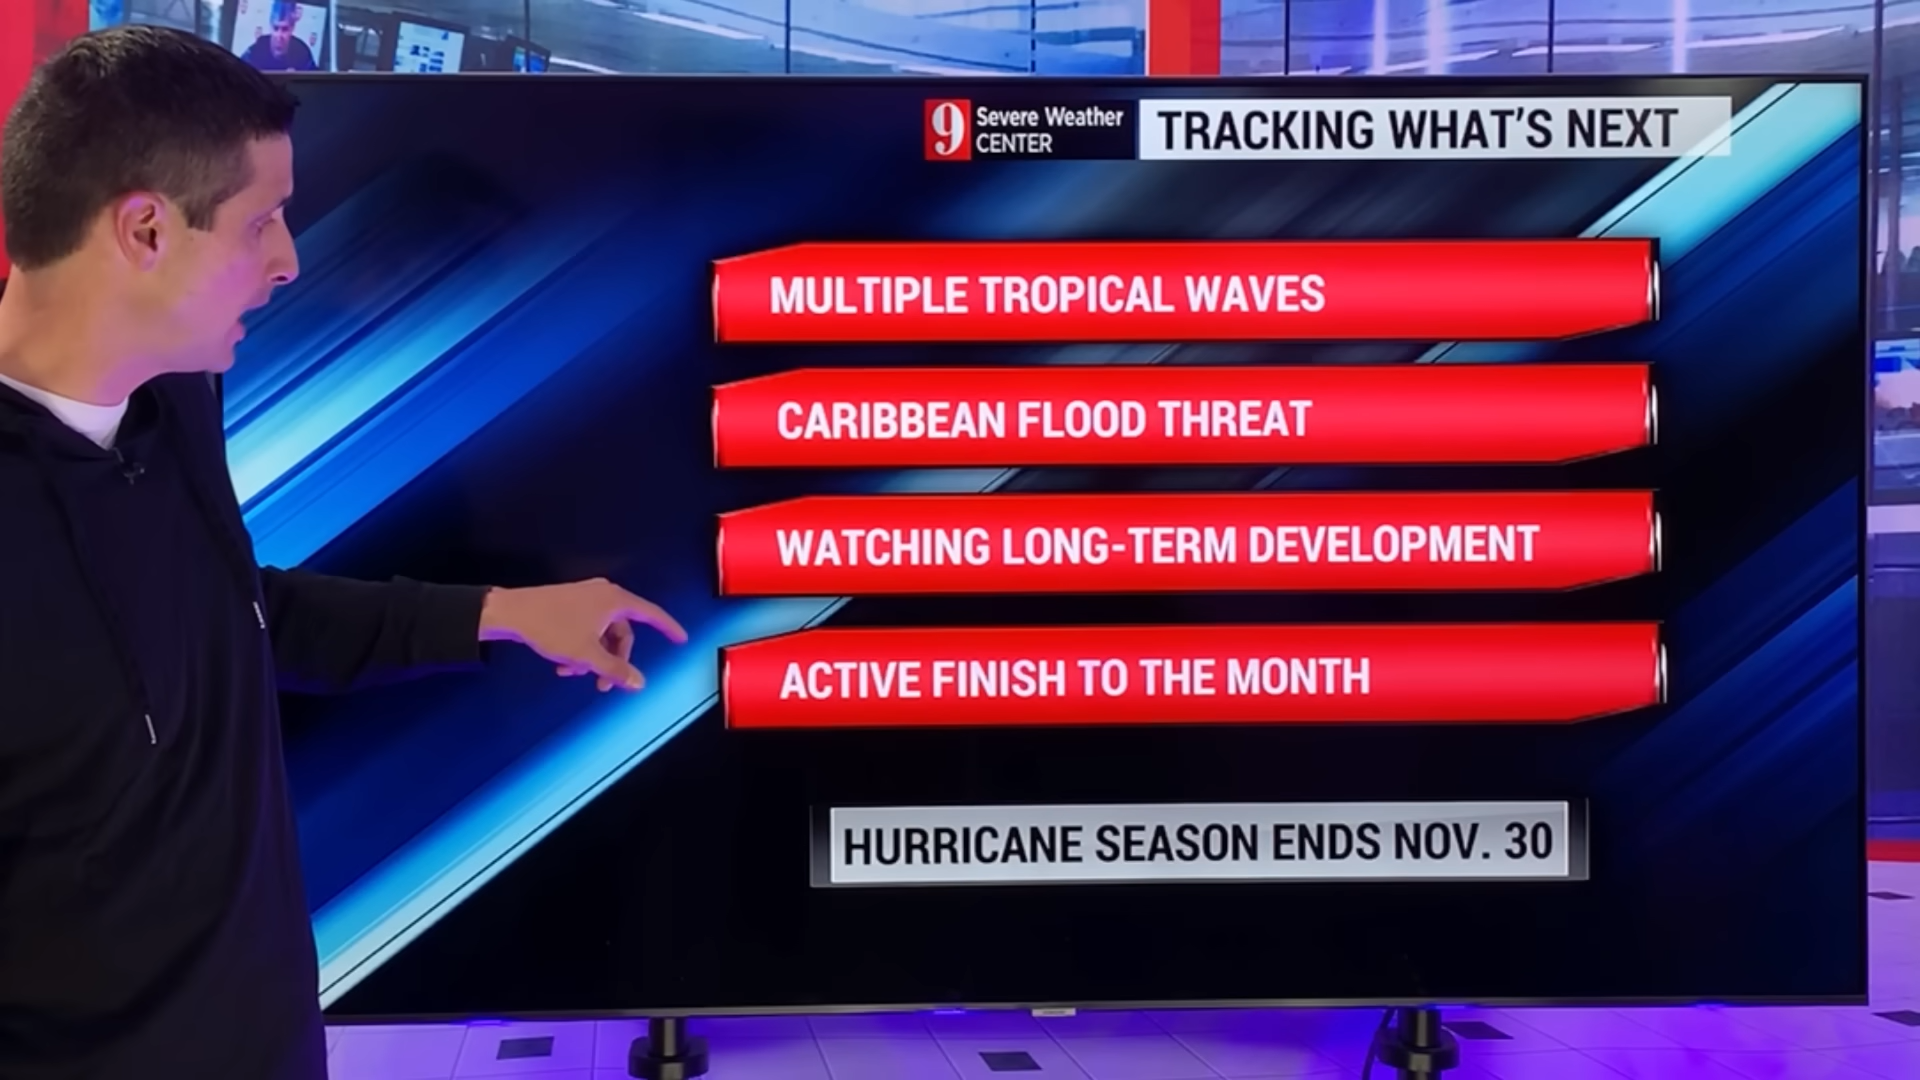 9 Severe Weather
CENTER
TRACKING WHAT'S NEXT
MULTIPLE TROPICAL WAVES
CARIBBEAN FLOOD THREAT
WATCHING LONG-TERM DEVELOPMENT
ACTIVE FINISH TO THE MONTH
HURRICANE SEASON ENDS NOV. 30